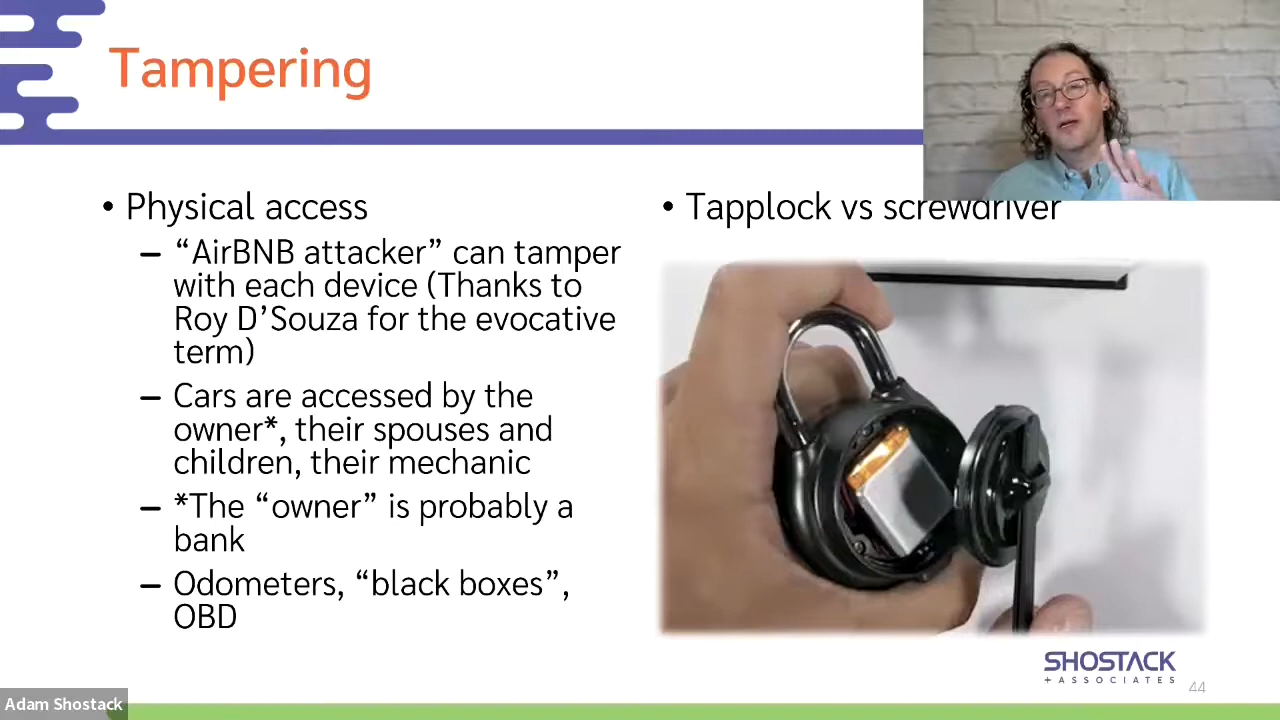 Tampering
• Physical access
– “AirBNB attacker” can tamper
with each device (Thanks to
Roy D’Souza for the evocative
term)
– Cars are accessed by the
owner*, their spouses and
children, their mechanic
– *The “owner” is probably a
bank
– Odometers, “black boxes”,
OBD
• Tapplock vs screwdriver
SHOSTACK
+ ASSOCIATES
44
Adam Shostack